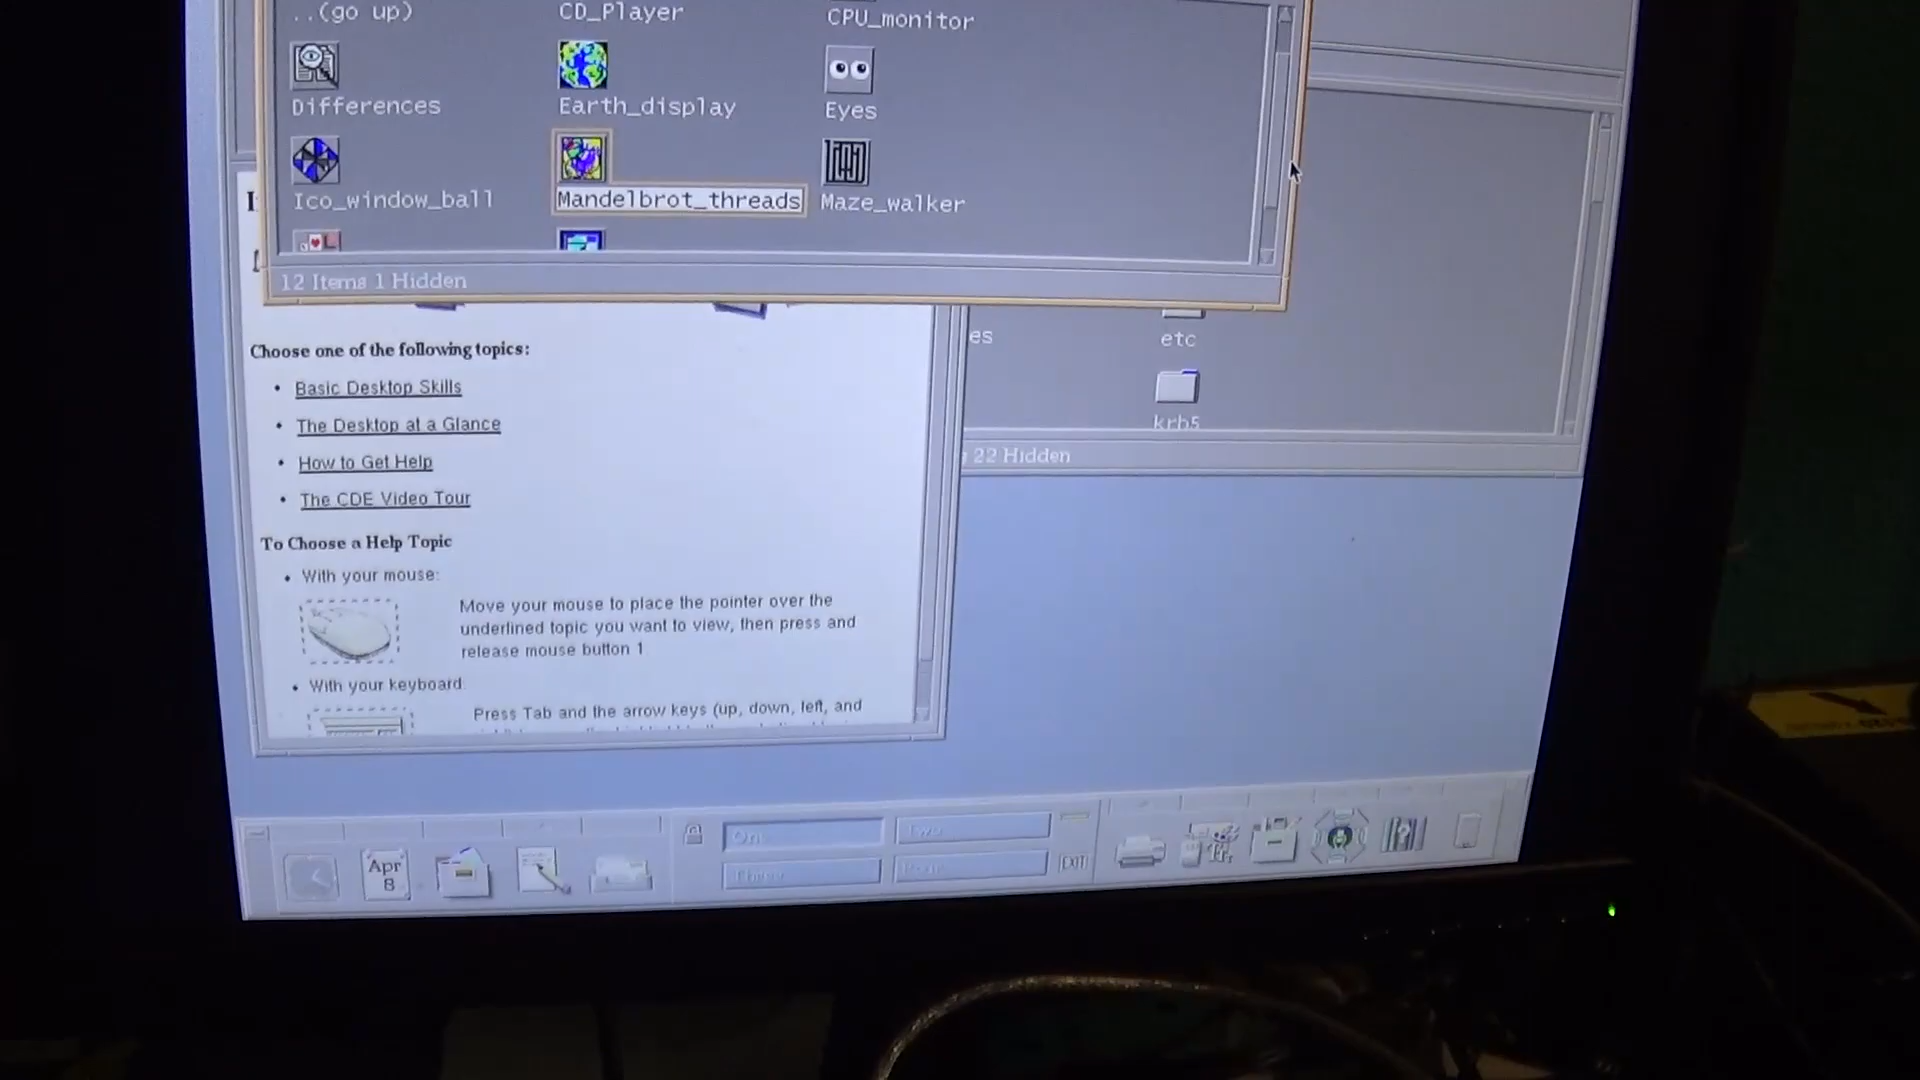 ..(go up)
CD_Player
CPU_monitor
Differences
Earth_display
Eyes
Ico_window_ball
Mandelbrot_threads
Maze_walker
12 Items 1 Hidden
es
etc
krb5
22 Hidden
Choose one of the following topics:
• Basic Desktop Skills
• The Desktop at a Glance
• How to Get Help
• The CDE Video Tour
To Choose a Help Topic
• With your mouse:
Move your mouse to place the pointer over the
underlined topic you want to view, then press and
release mouse button 1
• With your keyboard
Press Tab and the arrow keys (up, down, left, and
Apr
8
EXIT